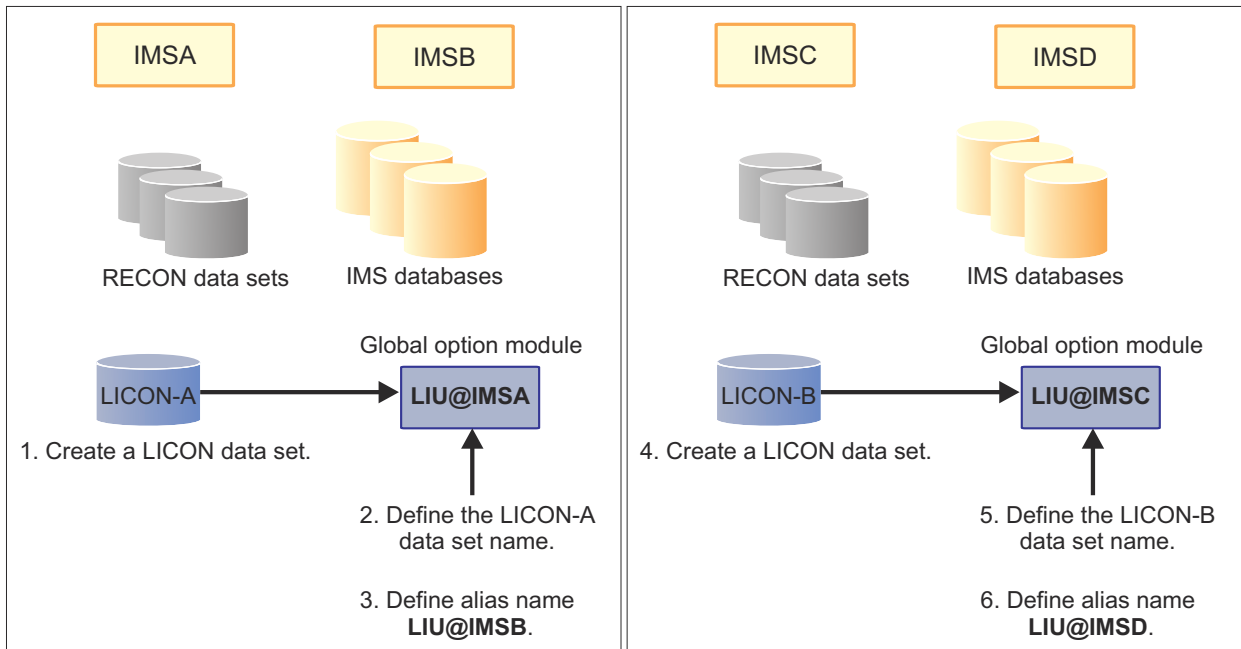 IMSA
IMSB
RECON data sets
IMS databases
Global option module
LICON-A
LIU@IMSA
1. Create a LICON data set.
2. Define the LICON-A
data set name.
3. Define alias name
LIU@IMSB.
IMSC
IMSD
RECON data sets
IMS databases
Global option module
LICON-B
LIU@IMSC
4. Create a LICON data set.
5. Define the LICON-B
data set name.
6. Define alias name
LIU@IMSD.